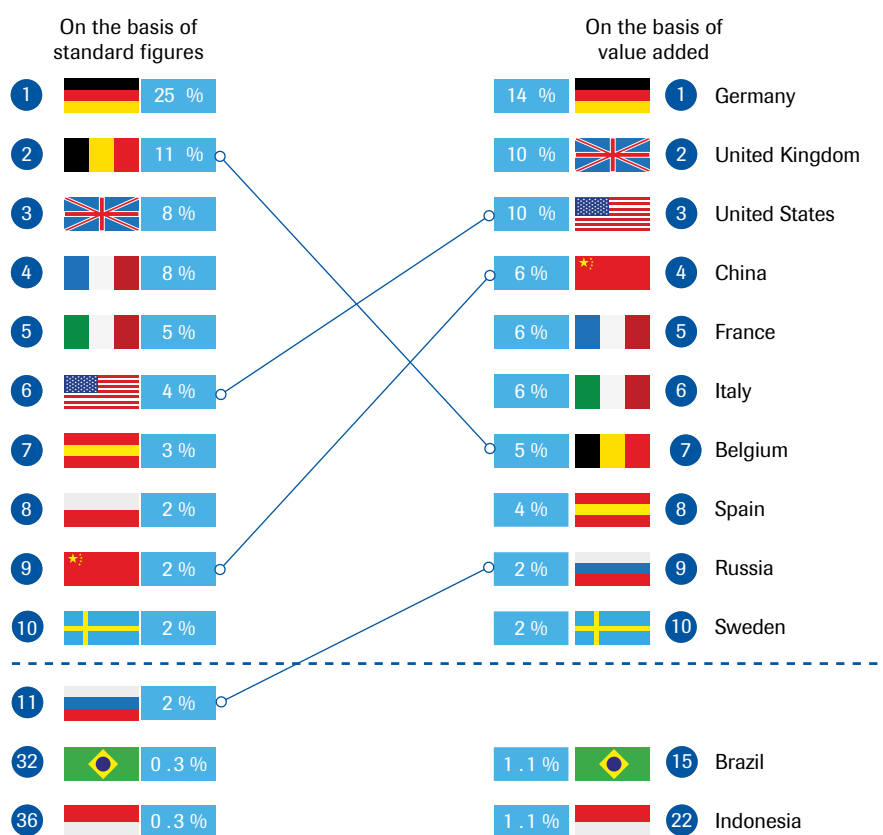 On the basis of
standard figures
On the basis of
value added
1 25 % 14 % 1 Germany
2 11 % 10 % 2 United Kingdom
3 8 % 10 % 3 United States
4 8 % 6 % 4 China
5 5 % 6 % 5 France
6 4 % 6 % 6 Italy
7 3 % 5 % 7 Belgium
8 2 % 4 % 8 Spain
9 2 % 2 % 9 Russia
10 2 % 2 % 10 Sweden
11 2 %
32 0.3 % 1.1 % 15 Brazil
36 0.3 % 1.1 % 22 Indonesia